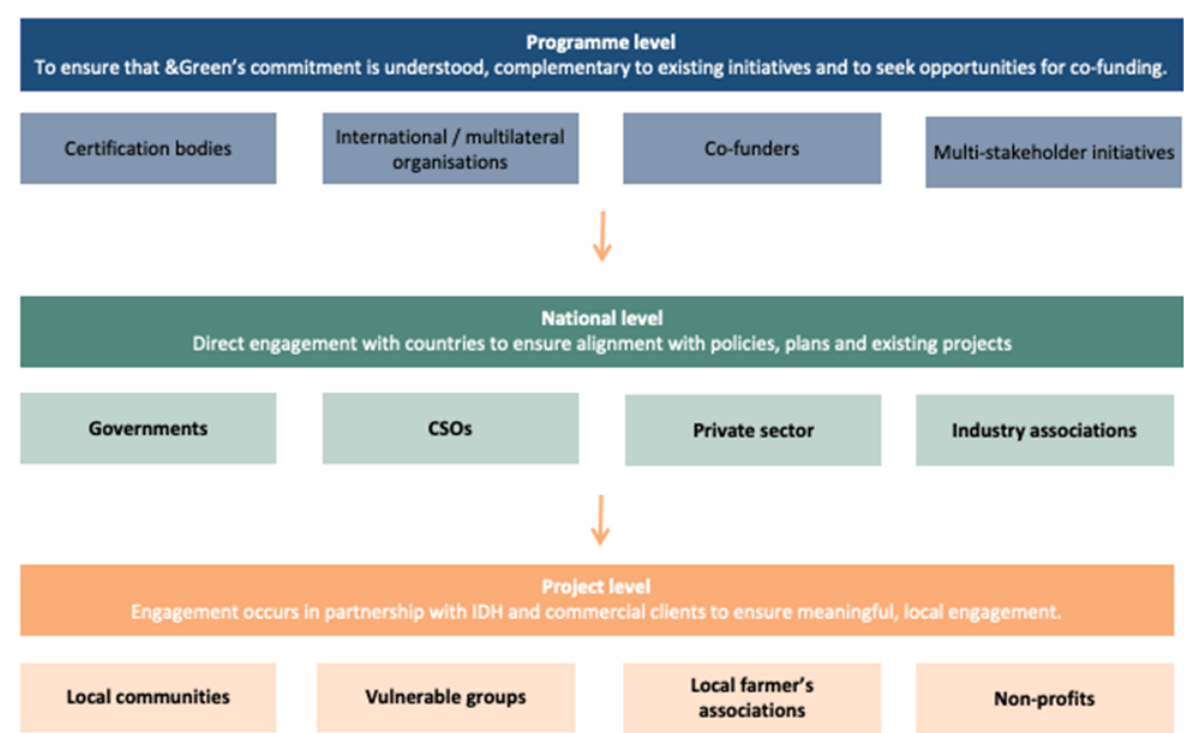 Programme level
To ensure that &Green's commitment is understood, complementary to existing initiatives and to seek opportunities for co-funding.
Certification bodies
International / multilateral
organisations
Co-funders
Multi-stakeholder initiatives
National level
Direct engagement with countries to ensure alignment with policies, plans and existing projects
Governments
CSOs
Private sector
Industry associations
Project level
Engagement occurs in partnership with IDH and commercial clients to ensure meaningful, local engagement.
Local communities
Vulnerable groups
Local farmer's
associations
Non-profits